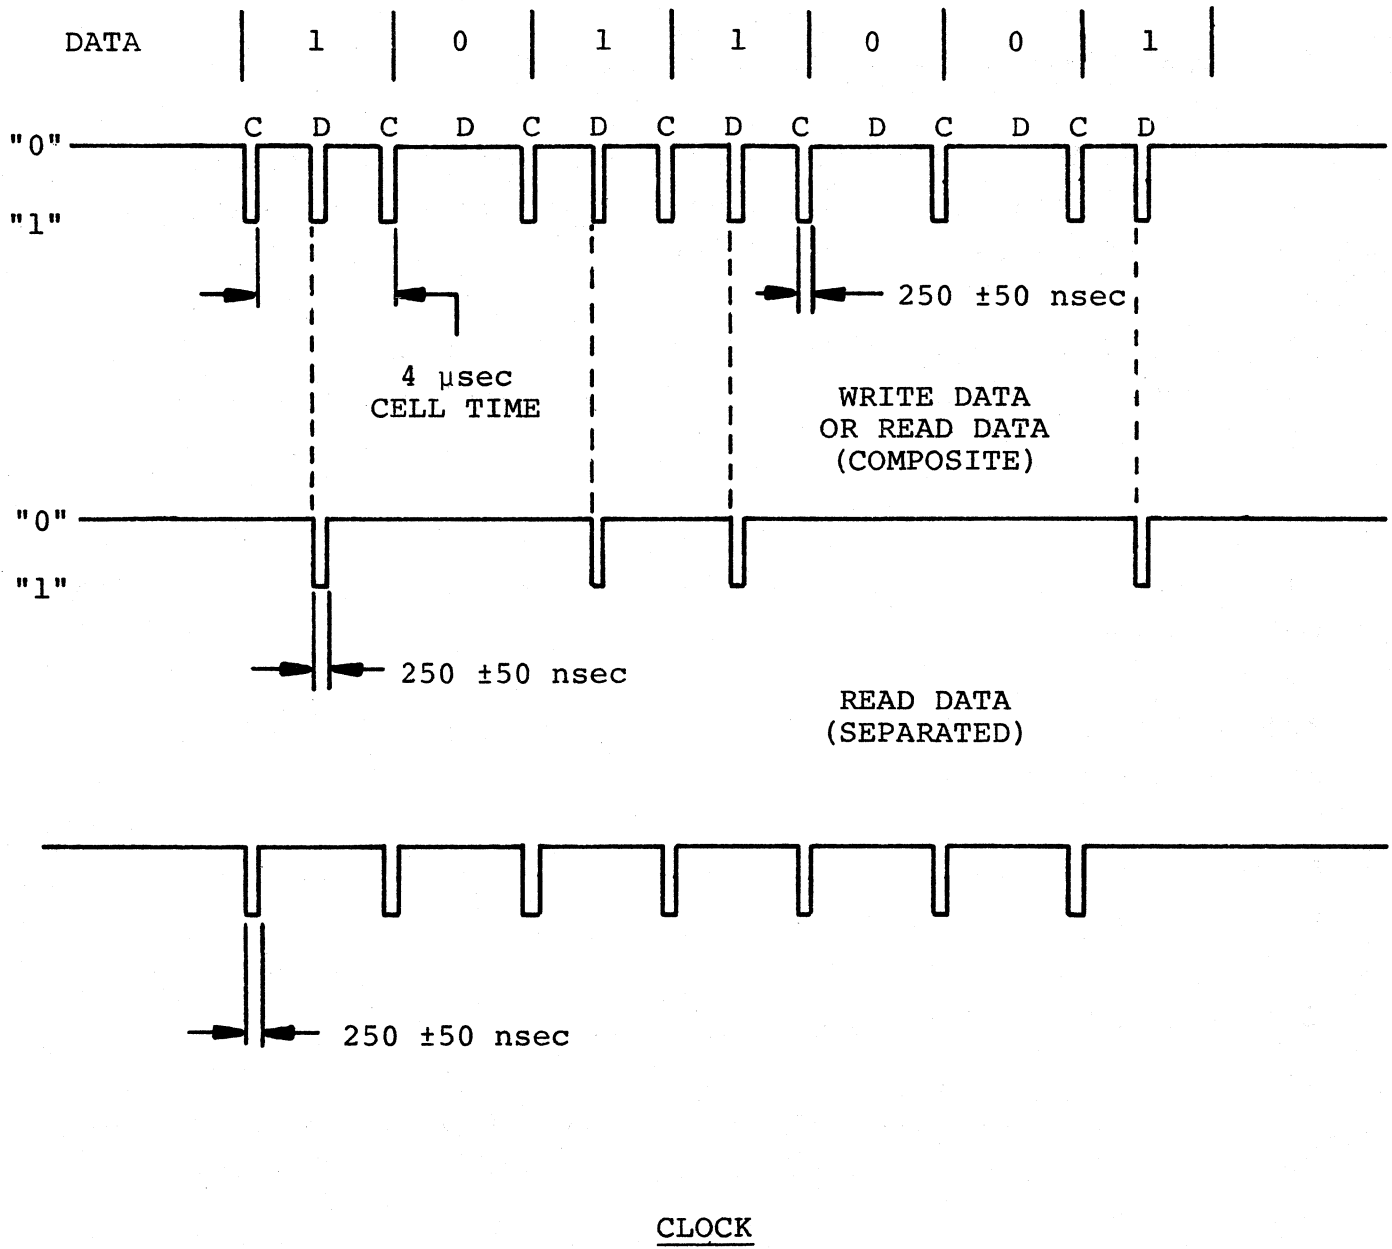 DATA 1 0 1 1 0 0 1
C D C D C D C D C D C D C D
"0"
"1"
250 ±50 nsec
4 µsec
CELL TIME
WRITE DATA
OR READ DATA
(COMPOSITE)
"0"
"1"
250 ±50 nsec
READ DATA
(SEPARATED)
250 ±50 nsec
CLOCK